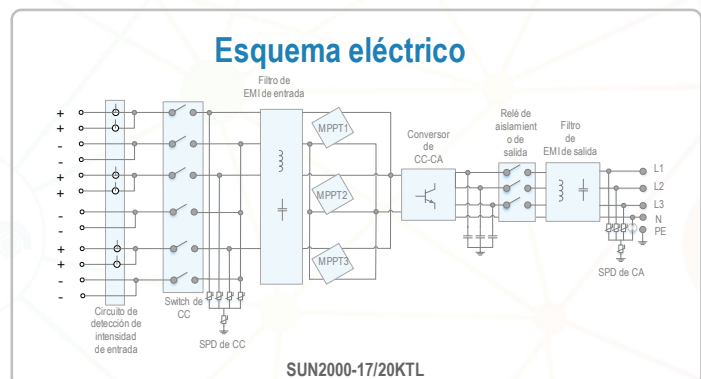 Esquema eléctrico
Filtro de
EMI de entrada
+
+
-
-
+
+
-
-
+
+
-
-
MPPT1
MPPT2
MPPT3
Conversor
de
CC-CA
Relé de
aislamient
o de
salida
Filtro
de
EMI de salida
L1
L2
L3
N
PE
SPD de CA
Circuito de
detección de
intensidad
de entrada
Switch de
CC
SPD de CC
SUN2000-17/20KTL